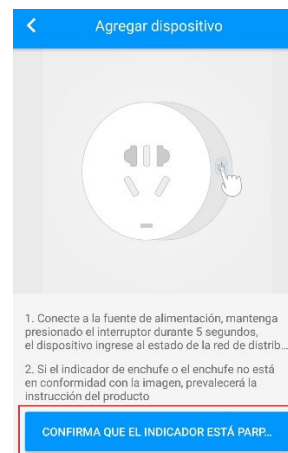 Agregar dispositivo
1. Conecte a la fuente de alimentación, mantenga
presionado el interruptor durante 5 segundos,
el dispositivo ingrese al estado de la red de distrib...
2. Si el indicador de enchufe o el enchufe no está
en conformidad con la imagen, prevalecerá la
instrucción del producto
CONFIRMA QUE EL INDICADOR ESTÁ PARP...